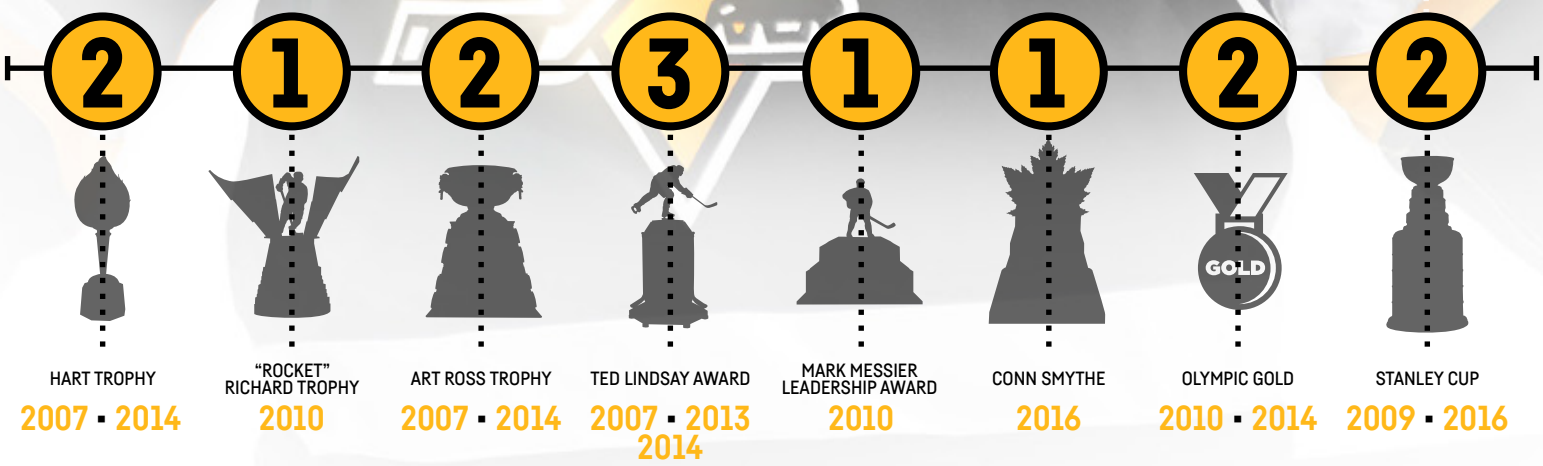 2 1 2 3 1 1 2 2
GOLD
HART TROPHY
2007 ▪ 2014
“ROCKET”
RICHARD TROPHY
2010
ART ROSS TROPHY
2007 ▪ 2014
TED LINDSAY AWARD
2007 ▪ 2013
2014
MARK MESSIER
LEADERSHIP AWARD
2010
CONN SMYTHE
2016
OLYMPIC GOLD
2010 ▪ 2014
STANLEY CUP
2009 ▪ 2016